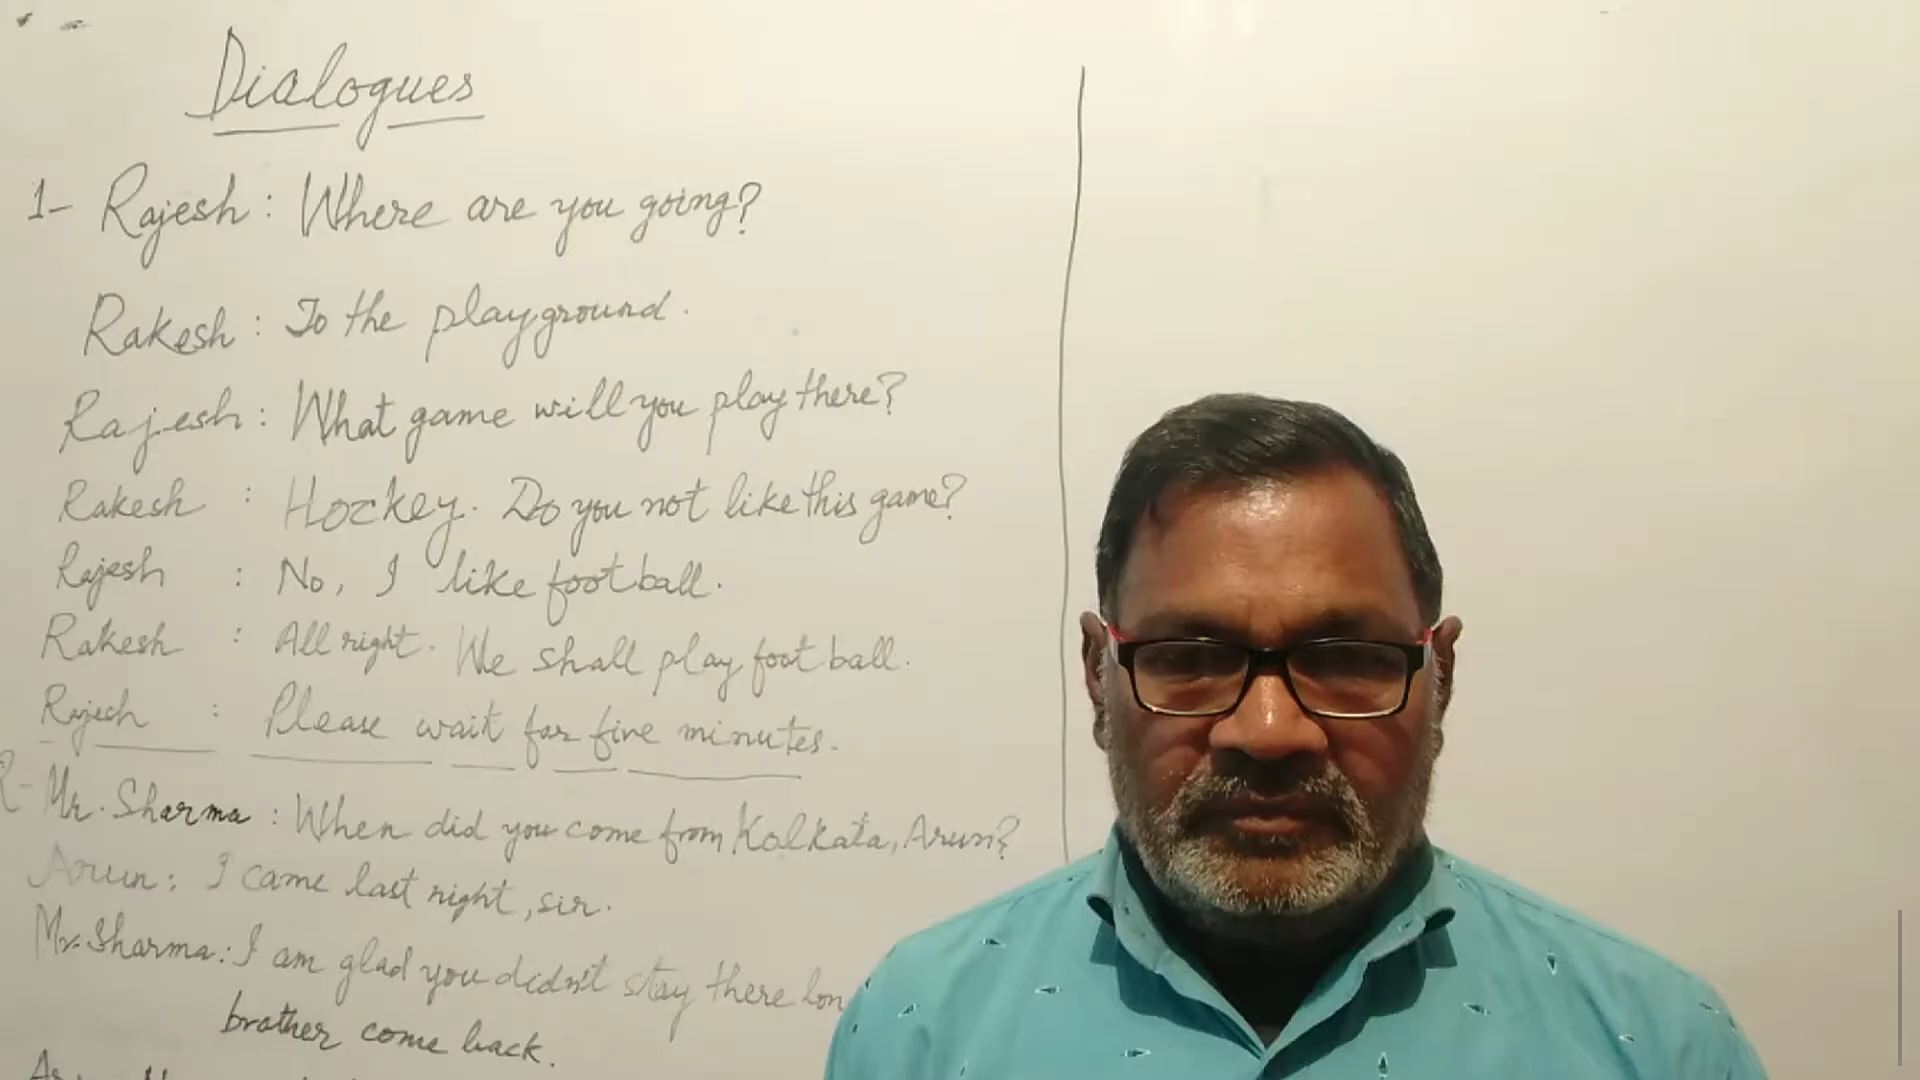 Dialogues
1- Rajesh : Where are you going?
Rakesh : To the playground.
Rajesh : What game will you play there?
Rakesh : Hockey. Do you not like this game?
Rajesh : No, I like football.
Rakesh : All right. We shall play foot ball.
Rajesh : Please wait for five minutes.
2- Mr. Sharma : When did you come from Kolkata, Arun?
Arun : I came last night, sir.
Mr. Sharma : I am glad you didn't stay there
brother come back.